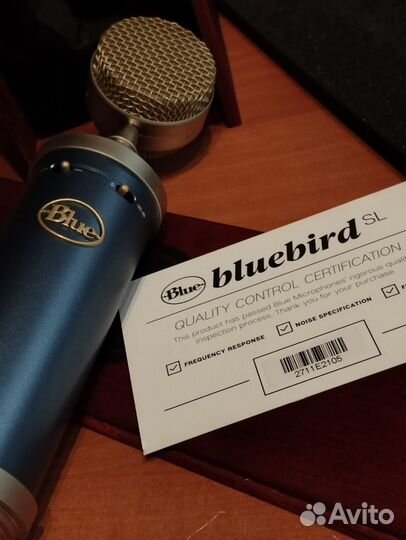 Blue
Blue bluebird SL
QUALITY CONTROL CERTIFICATION
This product has passed Blue Microphones' rigorous
inspection process. Thank you for your purchase
FREQUENCY RESPONSE
NOISE SPECIFICATION
2711E2105
Avito